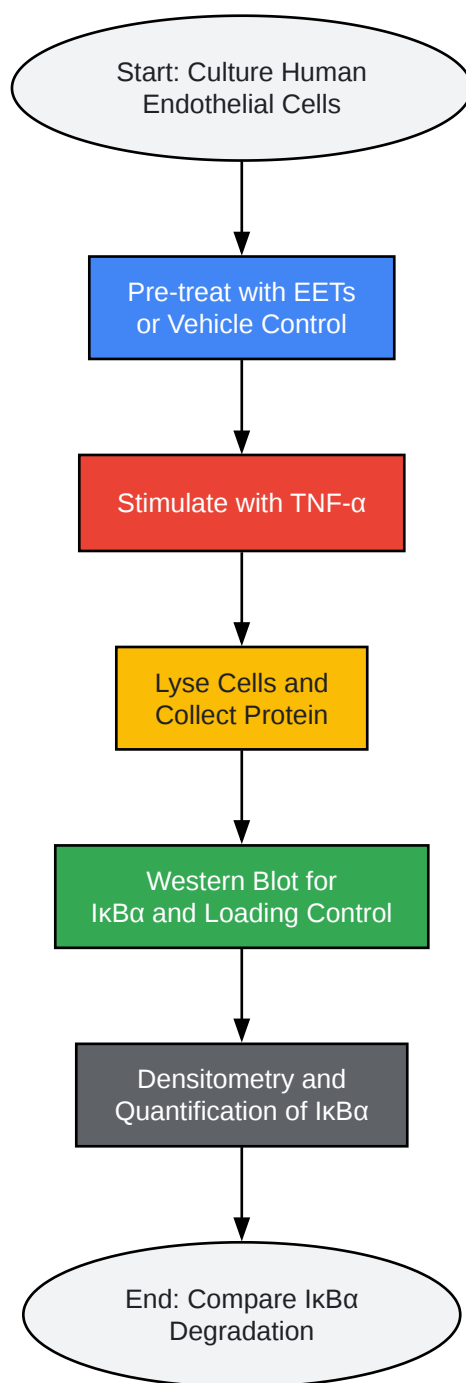 Start: Culture Human
Endothelial Cells
Pre-treat with EETs
or Vehicle Control
Stimulate with TNF-α
Lyse Cells and
Collect Protein
Western Blot for
IκBα and Loading Control
Densitometry and
Quantification of IκBα
End: Compare IκBα
Degradation